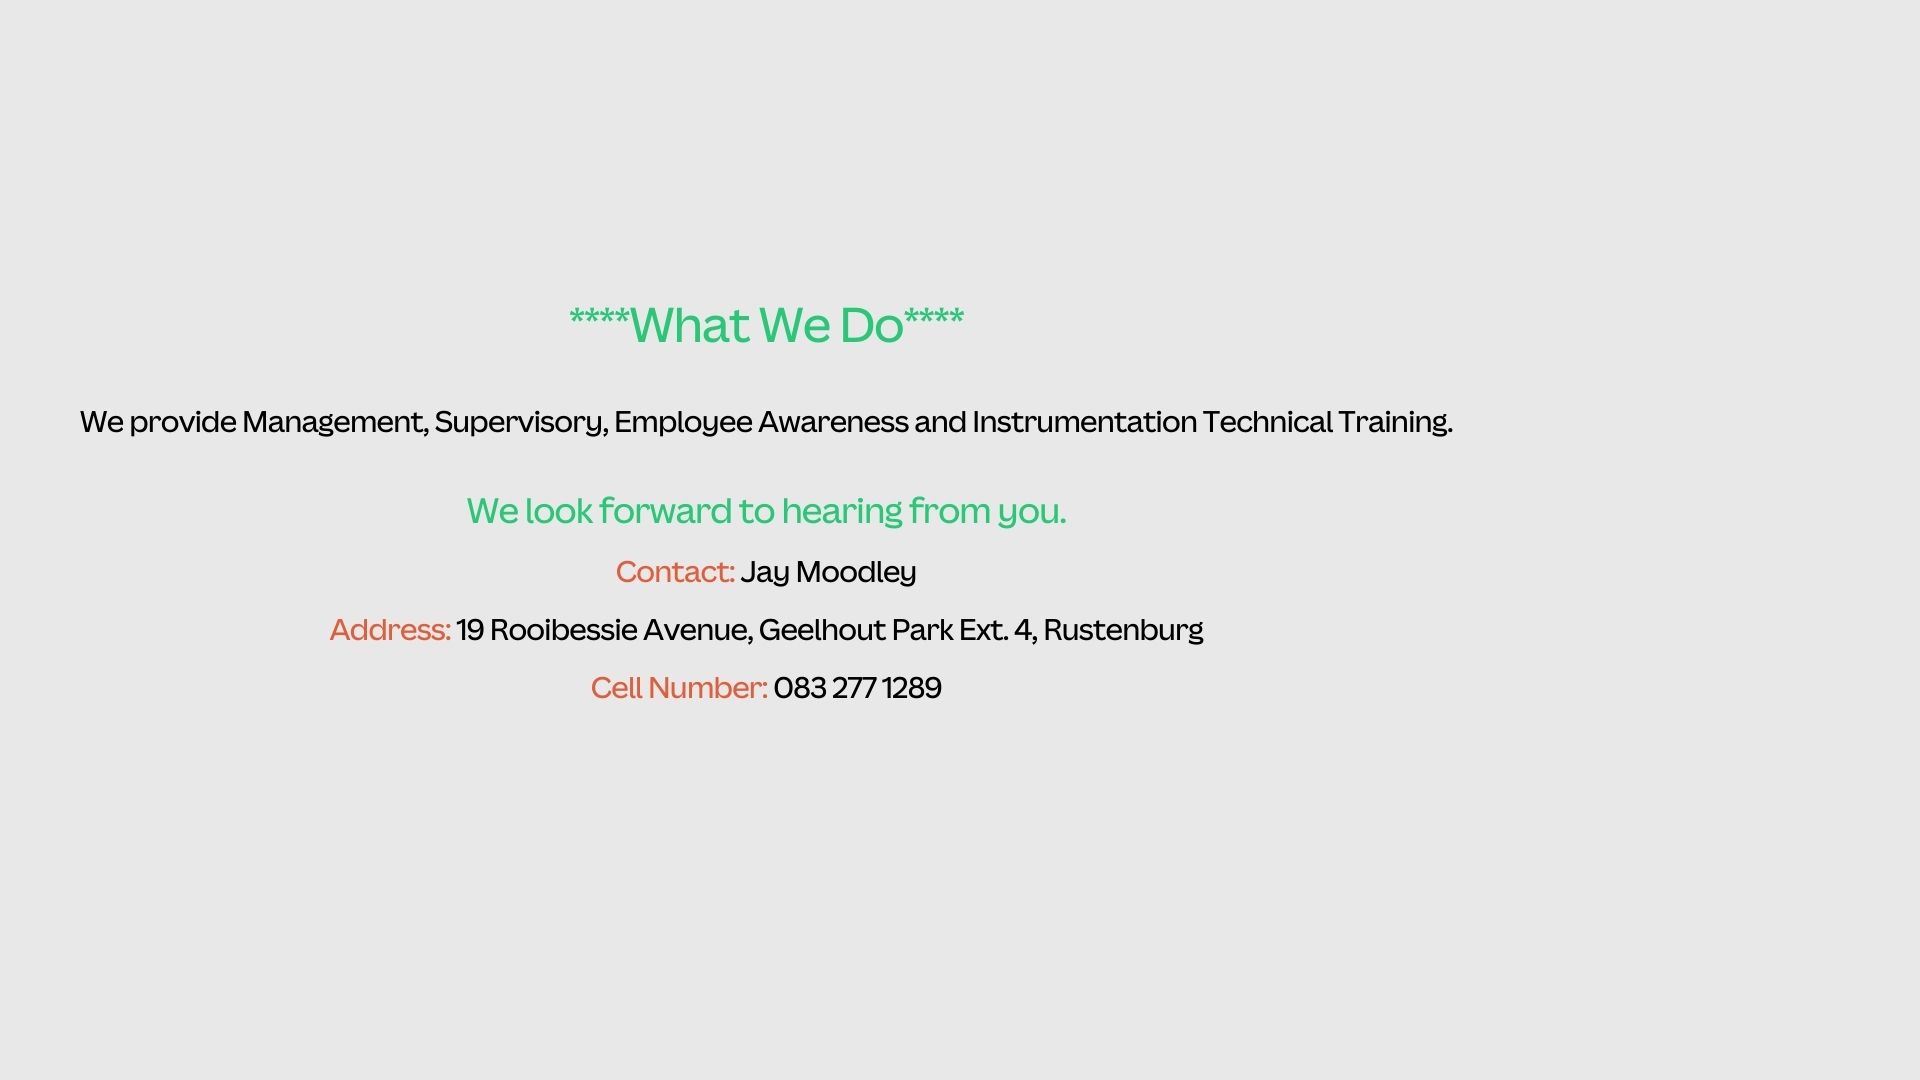 ****What We Do****
We provide Management, Supervisory, Employee Awareness and Instrumentation Technical Training.
We look forward to hearing from you.
Contact: Jay Moodley
Address: 19 Rooibessie Avenue, Geelhout Park Ext. 4, Rustenburg
Cell Number: 083 277 1289